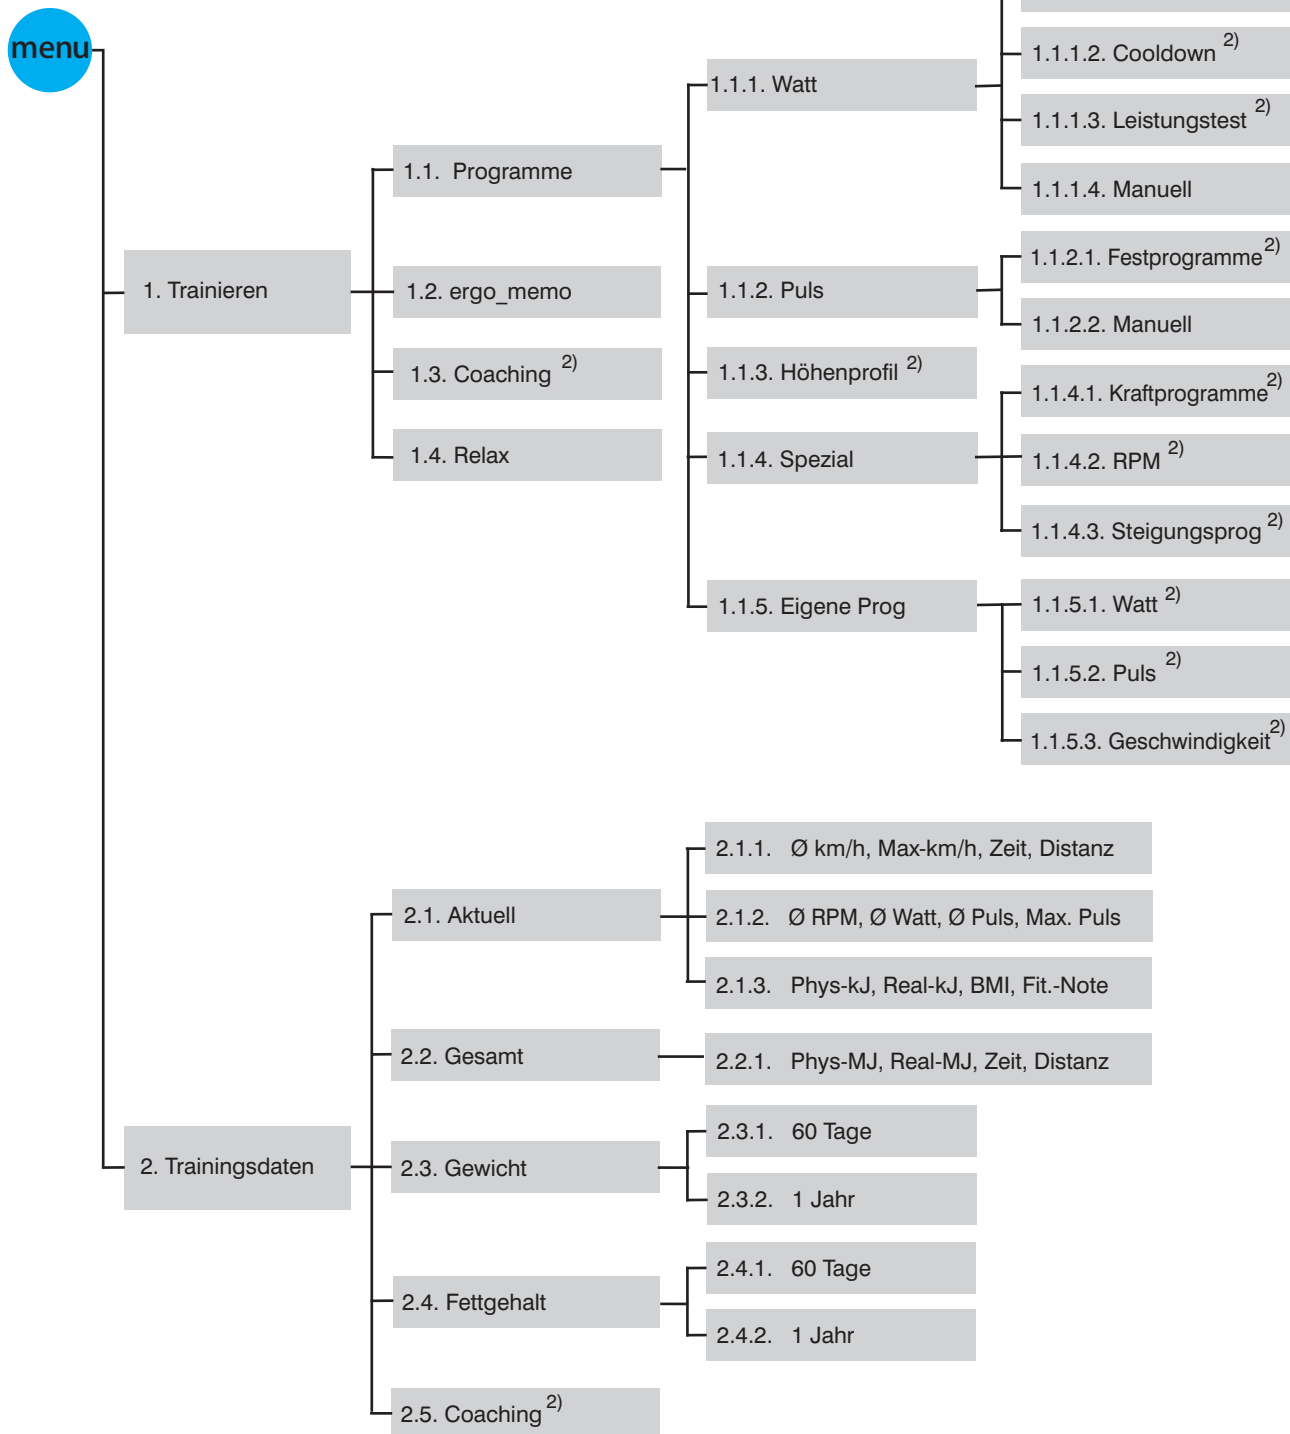 menu
1. Trainieren
1.1. Programme
1.1.1. Watt
1.1.1.2. Cooldown 2)
1.1.1.3. Leistungstest 2)
1.1.1.4. Manuell
1.1.2. Puls
1.1.2.1. Festprogramme 2)
1.1.2.2. Manuell
1.1.3. Höhenprofil 2)
1.1.4. Spezial
1.1.4.1. Kraftprogramme 2)
1.1.4.2. RPM 2)
1.1.4.3. Steigungsprog 2)
1.1.5. Eigene Prog
1.1.5.1. Watt 2)
1.1.5.2. Puls 2)
1.1.5.3. Geschwindigkeit 2)
1.2. ergo_memo
1.3. Coaching 2)
1.4. Relax
2. Trainingsdaten
2.1. Aktuell
2.1.1. Ø km/h, Max-km/h, Zeit, Distanz
2.1.2. Ø RPM, Ø Watt, Ø Puls, Max. Puls
2.1.3. Phys-kJ, Real-kJ, BMI, Fit.-Note
2.2. Gesamt
2.2.1. Phys-MJ, Real-MJ, Zeit, Distanz
2.3. Gewicht
2.3.1. 60 Tage
2.3.2. 1 Jahr
2.4. Fettgehalt
2.4.1. 60 Tage
2.4.2. 1 Jahr
2.5. Coaching 2)